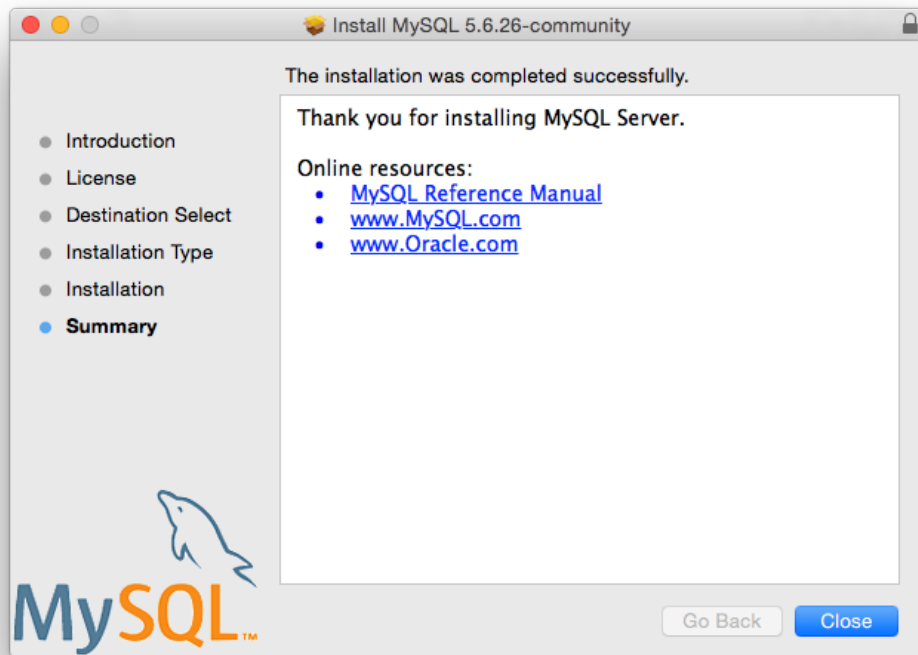 Install MySQL 5.6.26-community
The installation was completed successfully.
Introduction
License
Destination Select
Installation Type
Installation
Summary
Thank you for installing MySQL Server.
Online resources:
• MySQL Reference Manual
• www.MySQL.com
• www.Oracle.com
MySQL™
Go Back
Close